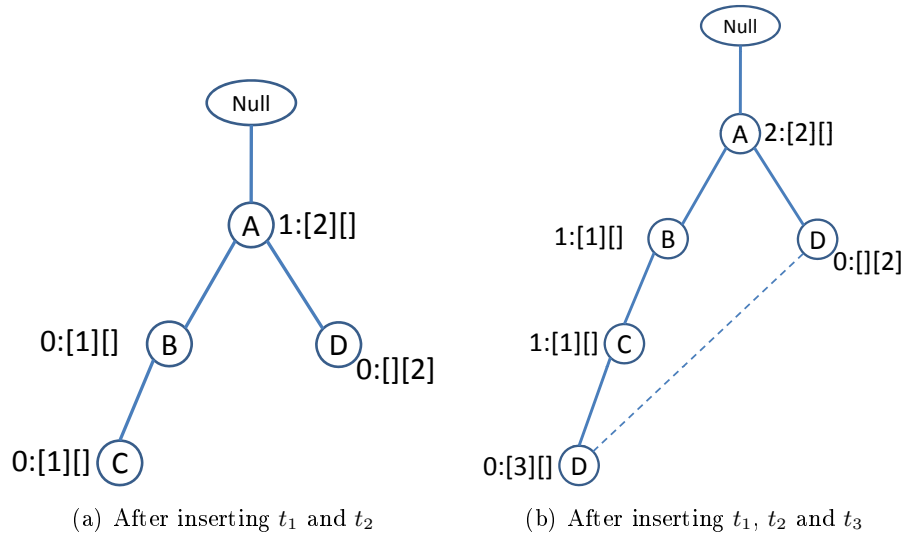 Null
A 1:[2][]
0:[1][] B
D 0:[][2]
0:[1][] C
(a) After inserting t1 and t2
Null
A 2:[2][]
1:[1][] B
D 0:[][2]
1:[1][] C
0:[3][] D
(b) After inserting t1, t2 and t3